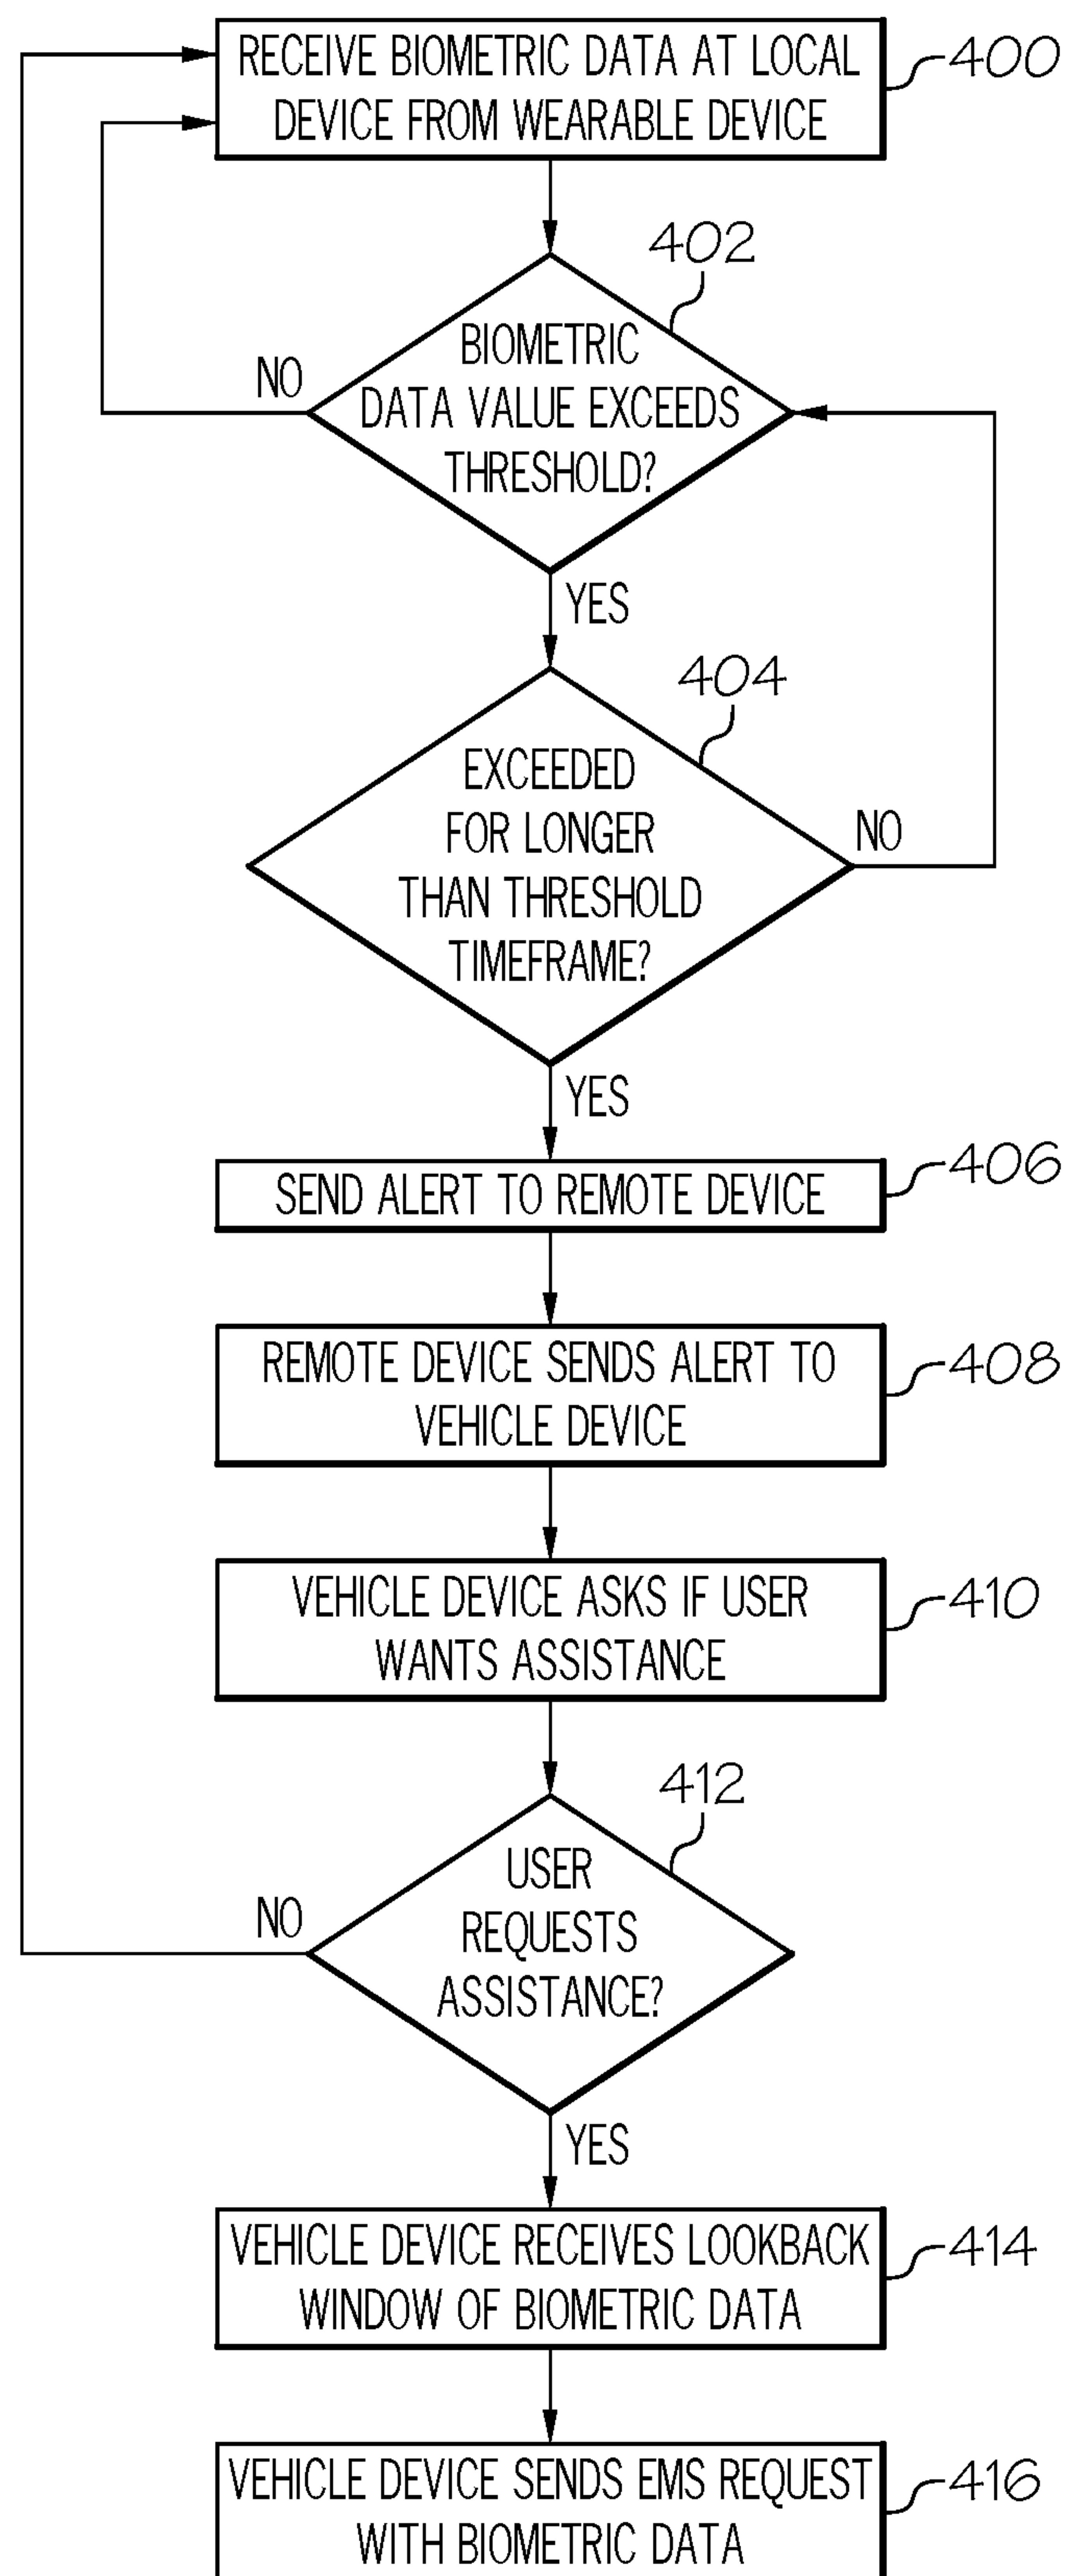 RECEIVE BIOMETRIC DATA AT LOCAL
DEVICE FROM WEARABLE DEVICE
400
402
BIOMETRIC
DATA VALUE EXCEEDS
THRESHOLD?
NO
YES
404
EXCEEDED
FOR LONGER
THAN THRESHOLD
TIMEFRAME?
NO
YES
SEND ALERT TO REMOTE DEVICE
406
REMOTE DEVICE SENDS ALERT TO
VEHICLE DEVICE
408
VEHICLE DEVICE ASKS IF USER
WANTS ASSISTANCE
410
412
USER
REQUESTS
ASSISTANCE?
NO
YES
VEHICLE DEVICE RECEIVES LOOKBACK
WINDOW OF BIOMETRIC DATA
414
VEHICLE DEVICE SENDS EMS REQUEST
WITH BIOMETRIC DATA
416